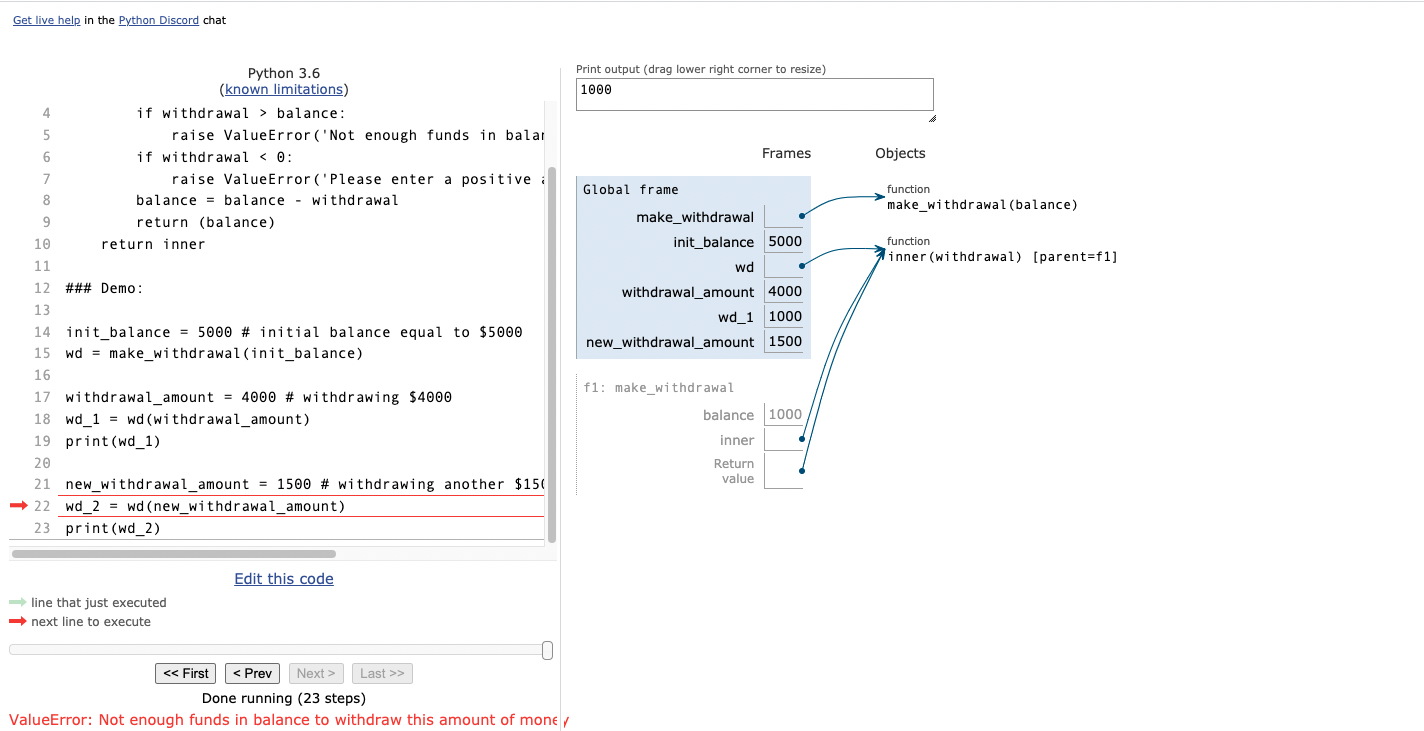 Get live help in the Python Discord chat
Python 3.6
(known limitations)
4 if withdrawal > balance:
5 raise ValueError('Not enough funds in balan
6 if withdrawal < 0:
7 raise ValueError('Please enter a positive a
8 balance = balance - withdrawal
9 return (balance)
10 return inner
11
12 ### Demo:
13
14 init_balance = 5000 # initial balance equal to $5000
15 wd = make_withdrawal(init_balance)
16
17 withdrawal_amount = 4000 # withdrawing $4000
18 wd_1 = wd(withdrawal_amount)
19 print(wd_1)
20
21 new_withdrawal_amount = 1500 # withdrawing another $150
22 wd_2 = wd(new_withdrawal_amount)
23 print(wd_2)
Edit this code
line that just executed
next line to execute
<< First < Prev Next > Last >>
Done running (23 steps)
ValueError: Not enough funds in balance to withdraw this amount of money
Print output (drag lower right corner to resize)
1000
Frames Objects
Global frame
make_withdrawal
init_balance 5000
wd
withdrawal_amount 4000
wd_1 1000
new_withdrawal_amount 1500
f1: make_withdrawal
balance 1000
inner
Return
value
function
make_withdrawal(balance)
function
inner(withdrawal) [parent=f1]